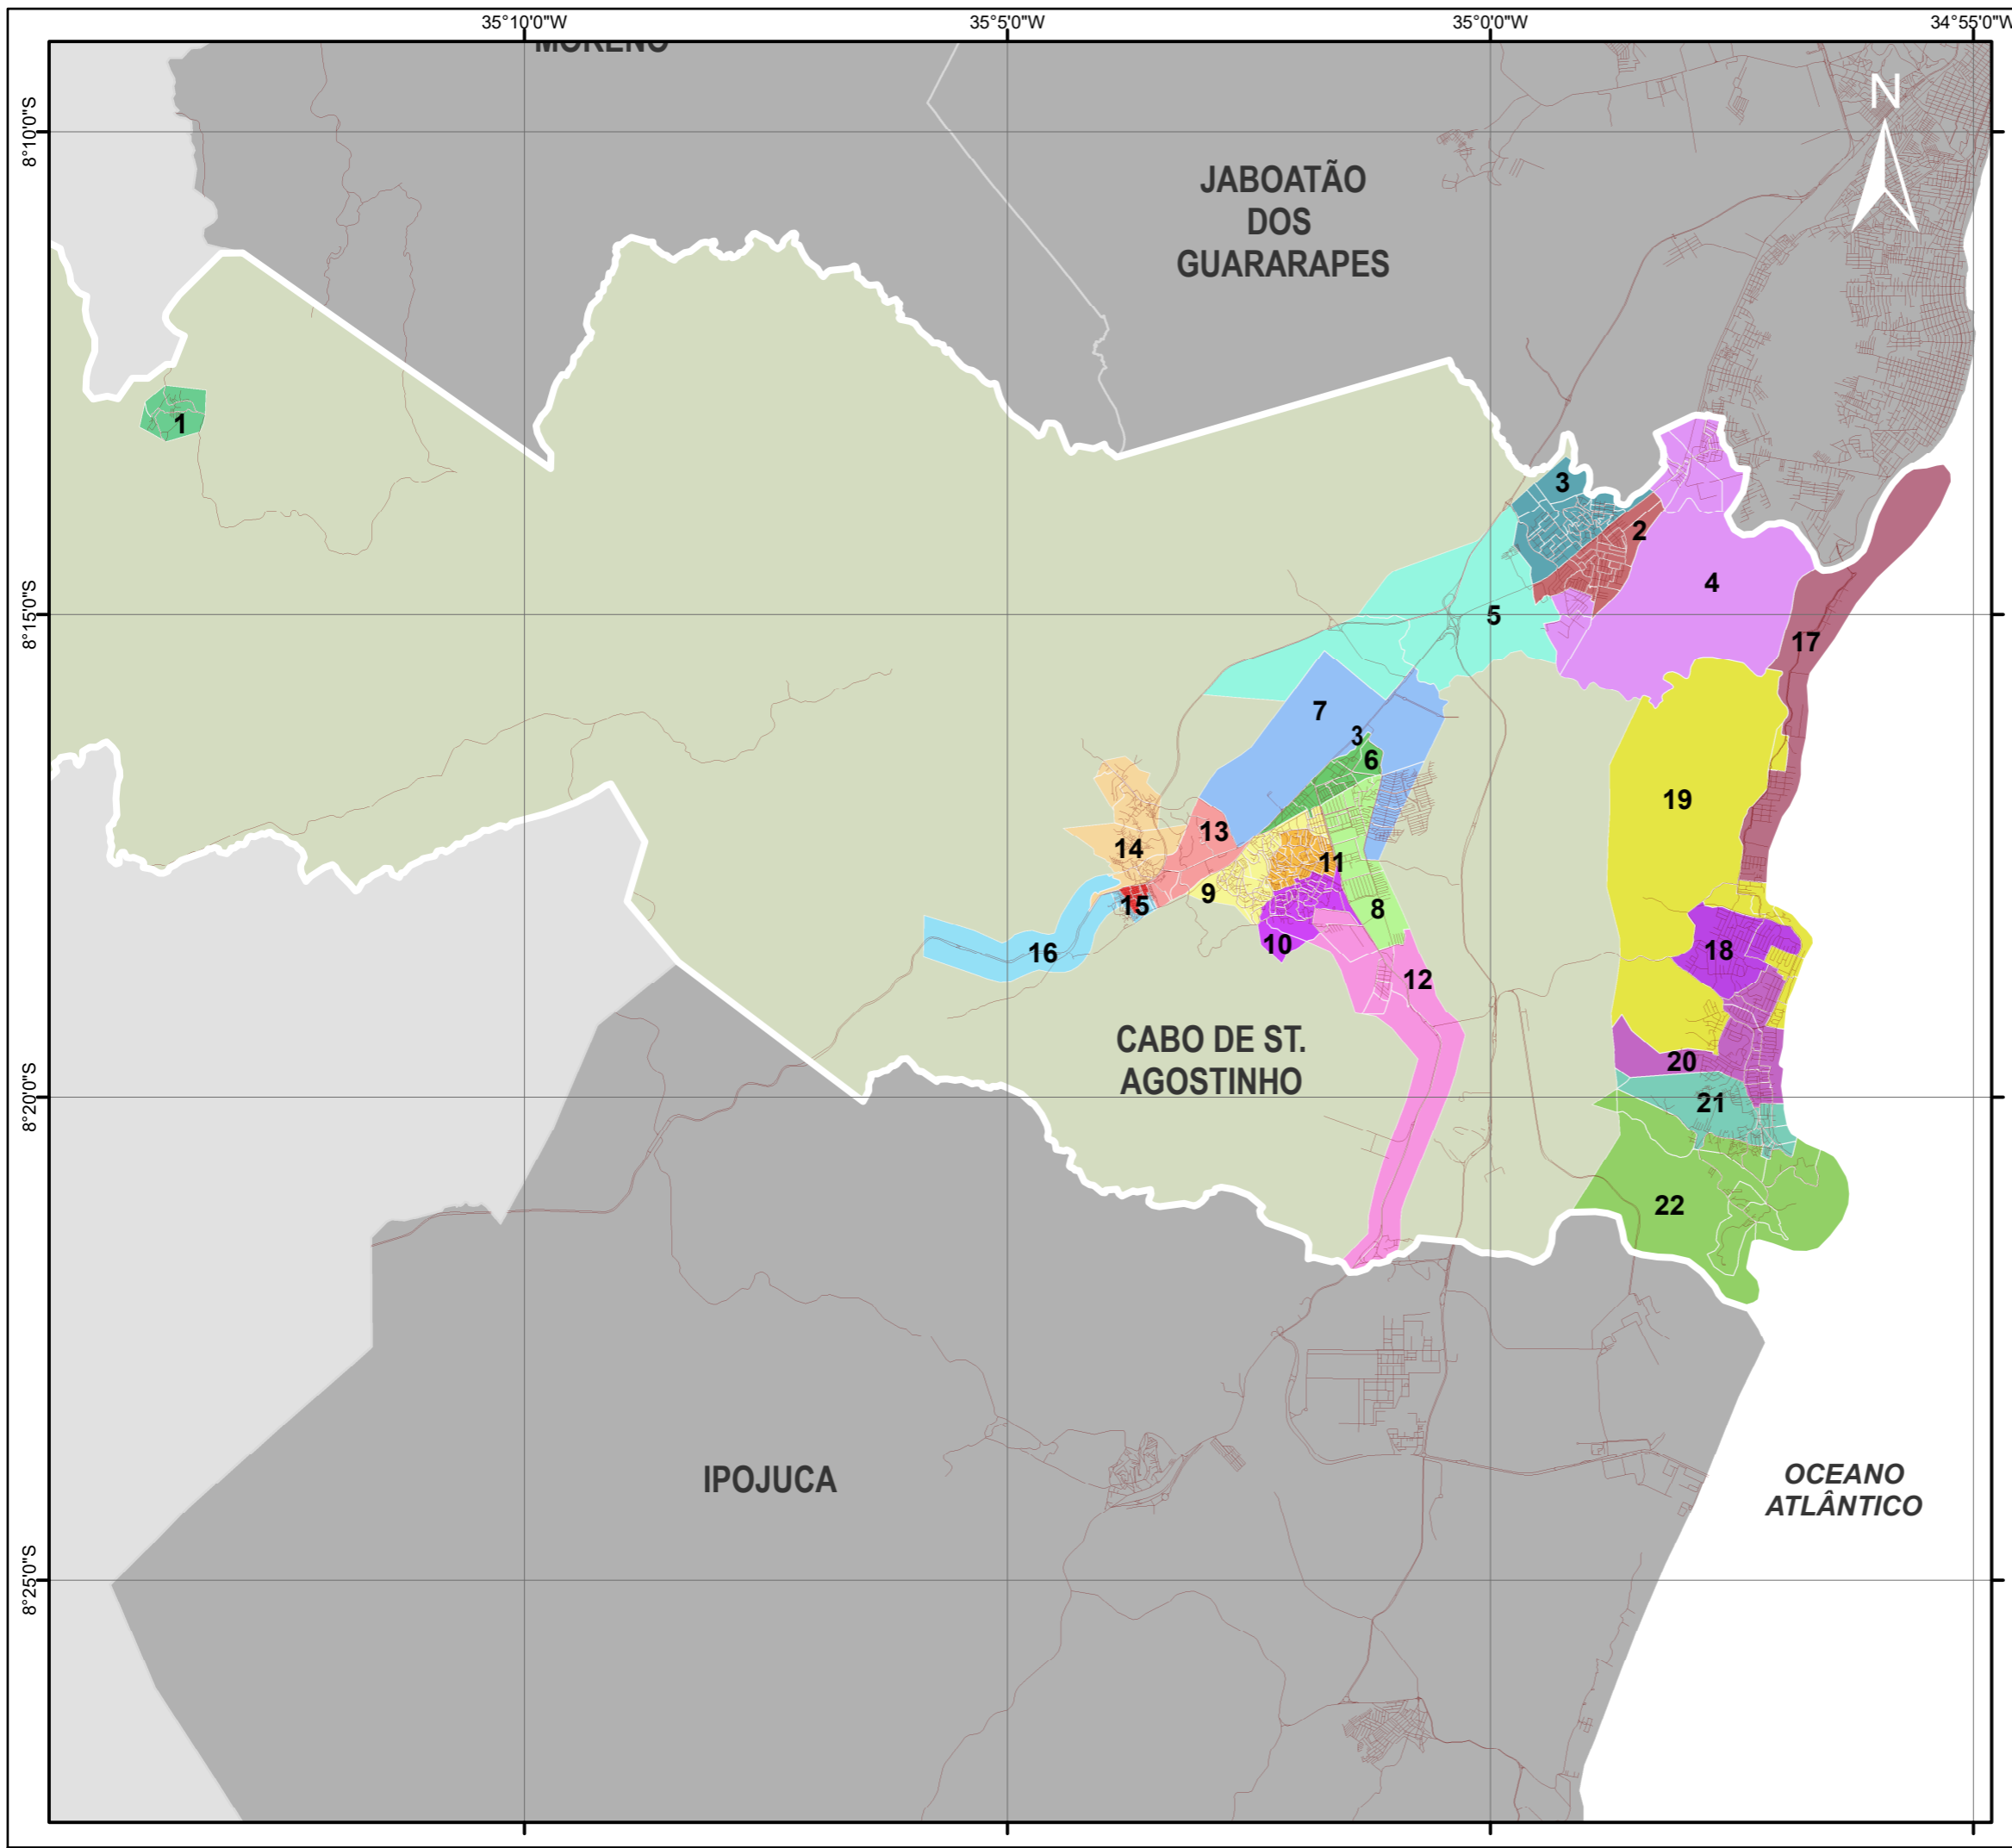 35°10'0"W
35°5'0"W
35°0'0"W
34°55'0"W
MORENO
8°10'0"S
N
JABOATÃO
DOS
GUARARAPES
1
3
2
4
8°15'0"S
5
17
7
3
6
19
13
14
11
9
15
8
10
16
18
12
CABO DE ST.
AGOSTINHO
20
8°20'0"S
21
22
IPOJUCA
OCEANO
ATLÂNTICO
8°25'0"S